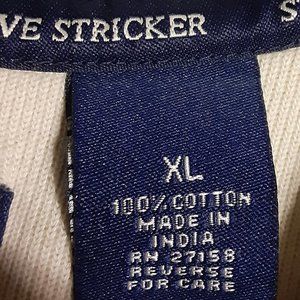 VE STRICKER S
XL
100% COTTON
MADE IN
INDIA
RN 27158
REVERSE
FOR CARE